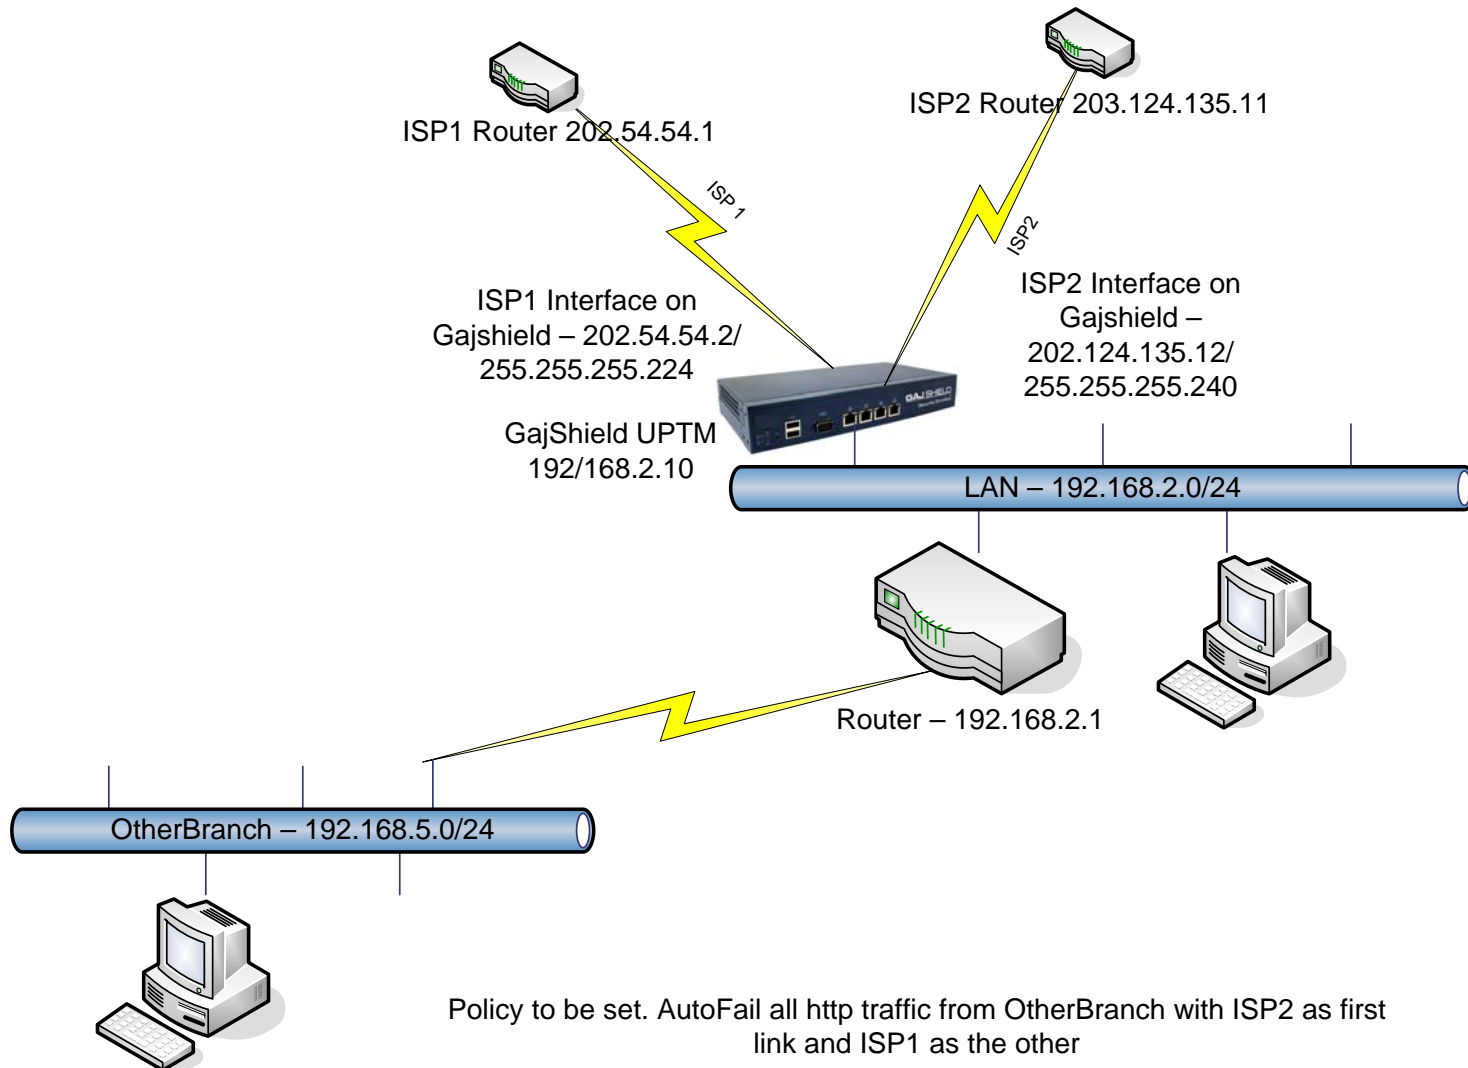 ISP1 Router 202.54.54.1
ISP2 Router 203.124.135.11
ISP 1
ISP2
ISP1 Interface on
Gajshield – 202.54.54.2/
255.255.255.224
ISP2 Interface on
Gajshield –
202.124.135.12/
255.255.255.240
GAJSHIELD
GajShield UPTM
192/168.2.10
LAN – 192.168.2.0/24
Router – 192.168.2.1
OtherBranch – 192.168.5.0/24
Policy to be set. AutoFail all http traffic from OtherBranch with ISP2 as first
link and ISP1 as the other